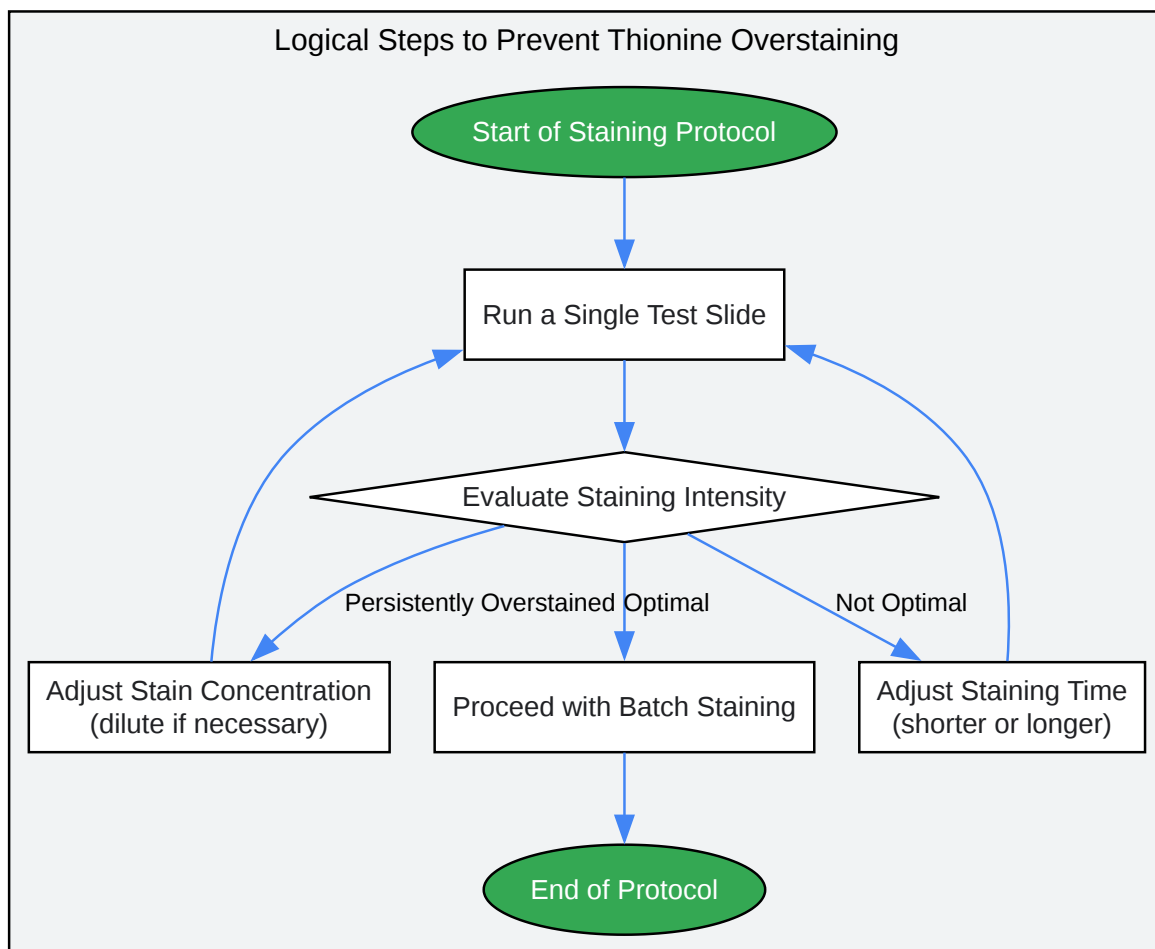 Logical Steps to Prevent Thionine Overstaining
Start of Staining Protocol
Run a Single Test Slide
Evaluate Staining Intensity
Persistently Overstained
Optimal
Not Optimal
Adjust Stain Concentration
(dilute if necessary)
Proceed with Batch Staining
Adjust Staining Time
(shorter or longer)
End of Protocol